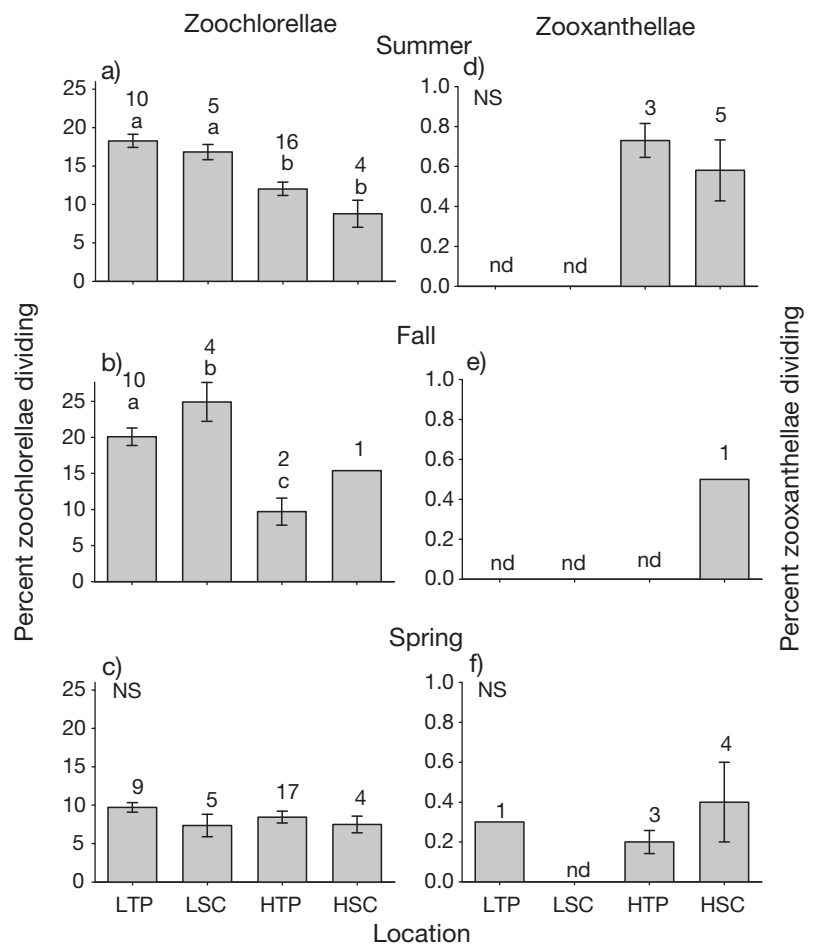 Zoochlorellae
Zooxanthellae
Summer
a)
25
20
15
10
5
0
10
a
5
a
16
b
4
b
d)
NS
1.0
0.8
0.6
0.4
0.2
0.0
nd
nd
3
5
Fall
b)
25
20
15
10
5
0
10
a
4
b
2
c
1
e)
1.0
0.8
0.6
0.4
0.2
0.0
nd
nd
nd
1
Spring
c)
NS
25
20
15
10
5
0
9
5
17
4
LTP
LSC
HTP
HSC
f)
NS
1.0
0.8
0.6
0.4
0.2
0.0
1
nd
3
4
LTP
LSC
HTP
HSC
Location
Percent zoochlorellae dividing
Percent zooxanthellae dividing